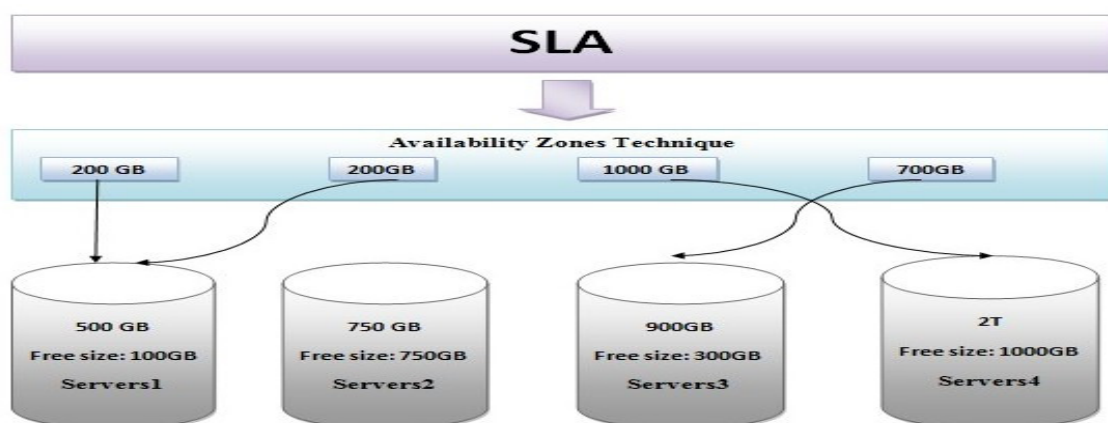 SLA
Availability Zones Technique
200 GB
200GB
1000 GB
700GB
500 GB
Free size: 100GB
Servers1
750 GB
Free size: 750GB
Servers2
900GB
Free size: 300GB
Servers3
2T
Free size: 1000GB
Servers4